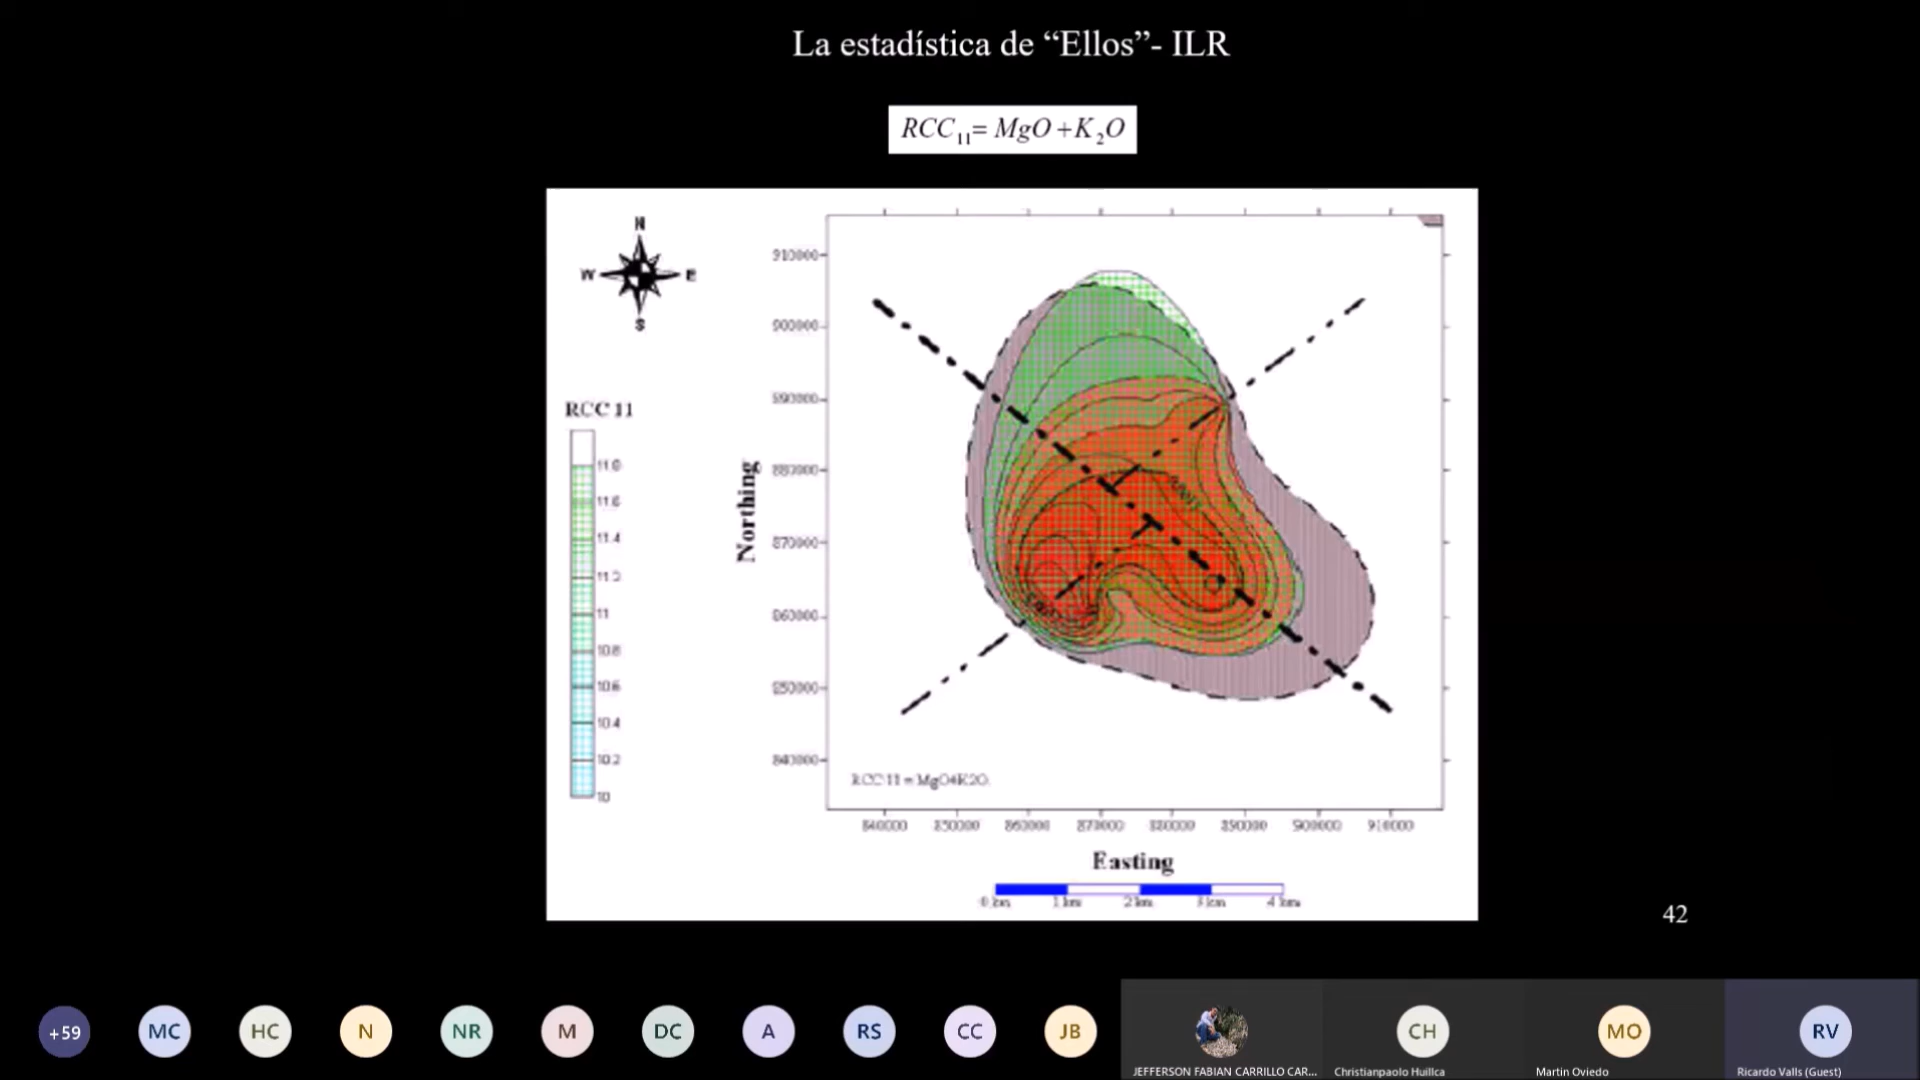 La estadística de “Ellos”- ILR
RCC11= MgO +K2O
N
W E
S
RCC 11
11.8
11.6
11.4
11.2
11
10.8
10.6
10.4
10.2
10
Northing
910000
900000
890000
880000
870000
860000
850000
840000
RCC 11 = MgO+K2O.
840000 850000 860000 870000 880000 890000 900000 910000
Easting
0 km 1 km 2 km 3 km 4 km
42
+59 MC HC N NR M DC A RS CC JB CH MO RV
JEFFERSON FABIAN CARRILLO CAR... Christianpaolo Huillca Martin Oviedo Ricardo Valls (Guest)